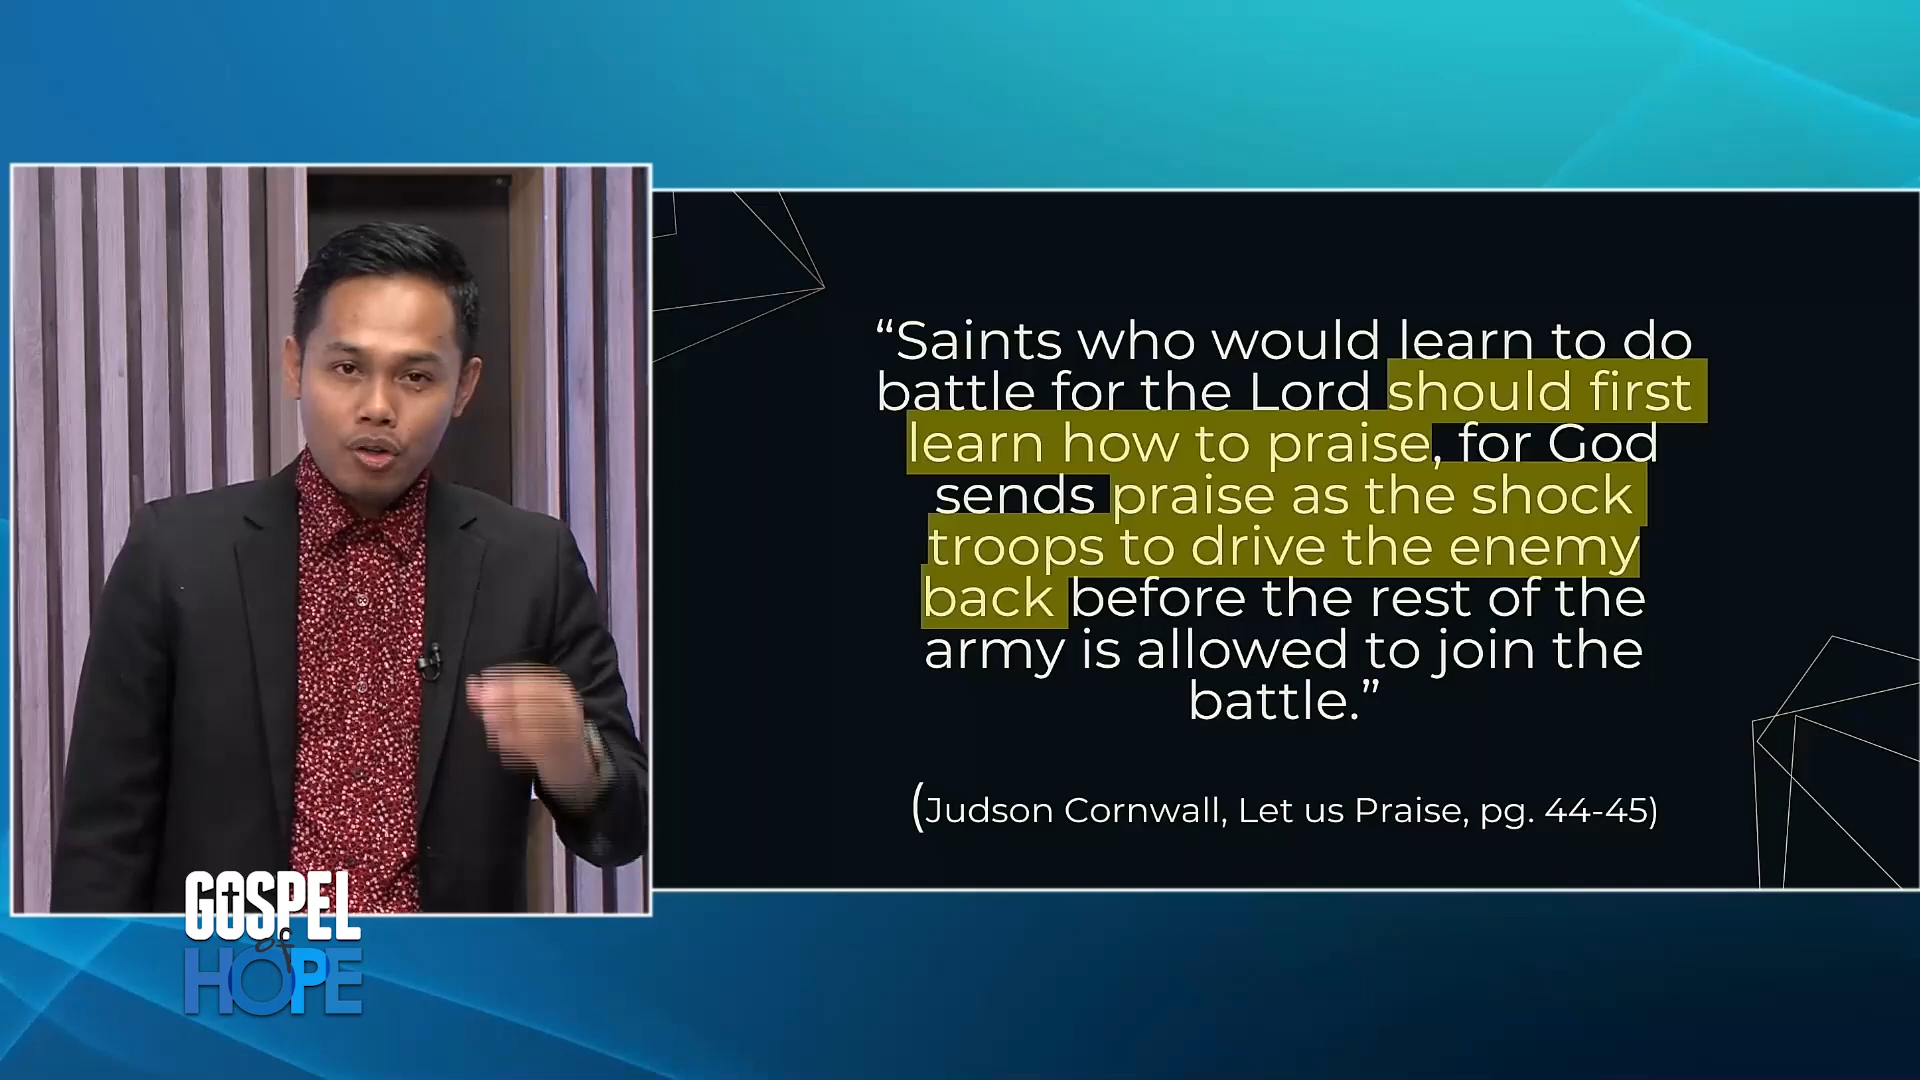 “Saints who would learn to do
battle for the Lord should first
learn how to praise, for God
sends praise as the shock
troops to drive the enemy
back before the rest of the
army is allowed to join the
battle.”
(Judson Cornwall, Let us Praise, pg. 44-45)
GOSPEL
of
HOPE